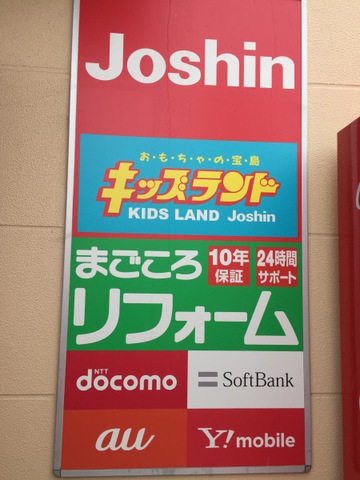 Joshin
お・も・ちゃ・の・宝・島
キッズランド
KIDS LAND Joshin
まごころ 10年保証 24時間サポート
リフォーム
NTT
docomo SoftBank
au Y!mobile